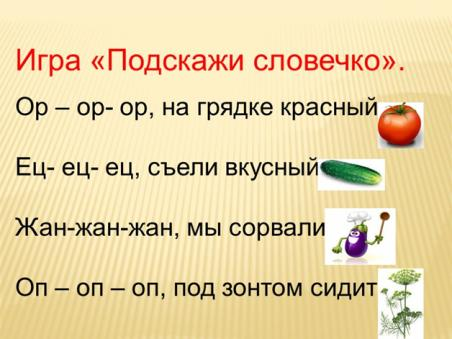 Игра «Подскажи словечко».
Ор – ор- ор, на грядке красный
Ец- ец- ец, съели вкусный
Жан-жан-жан, мы сорвали
Оп – оп – оп, под зонтом сидит